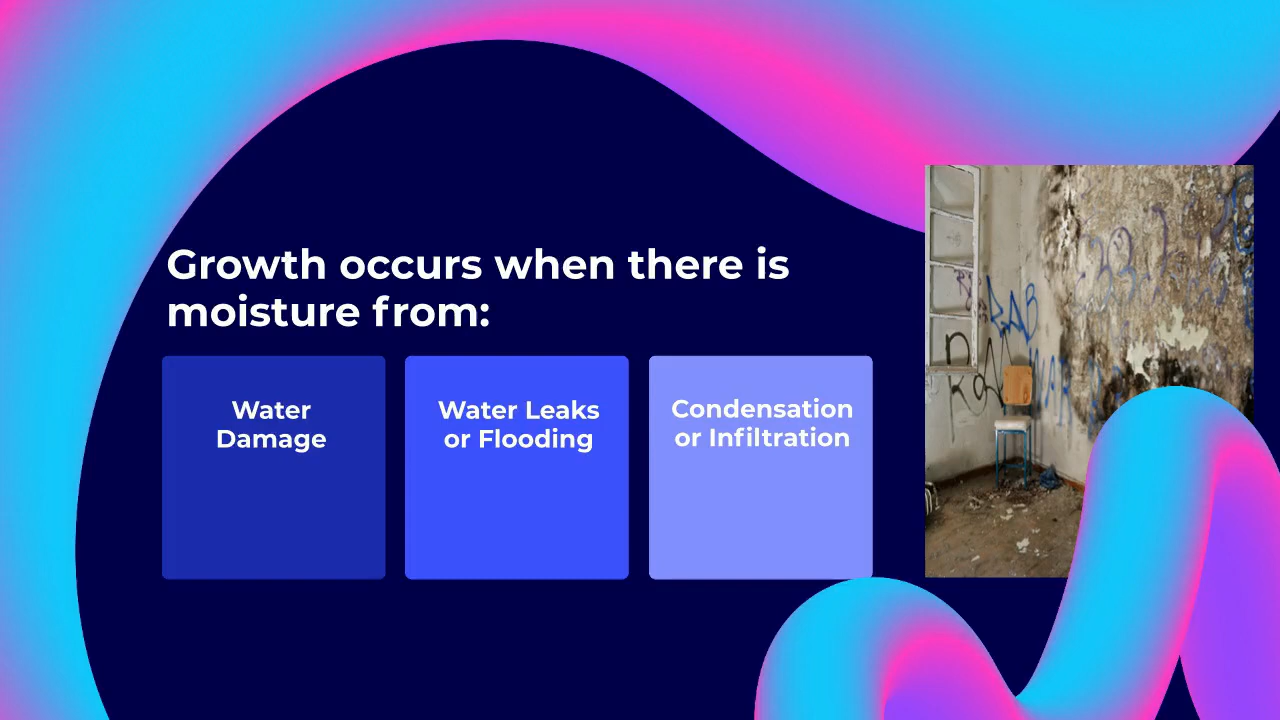 Growth occurs when there is
moisture from:
Water
Damage
Water Leaks
or Flooding
Condensation
or Infiltration